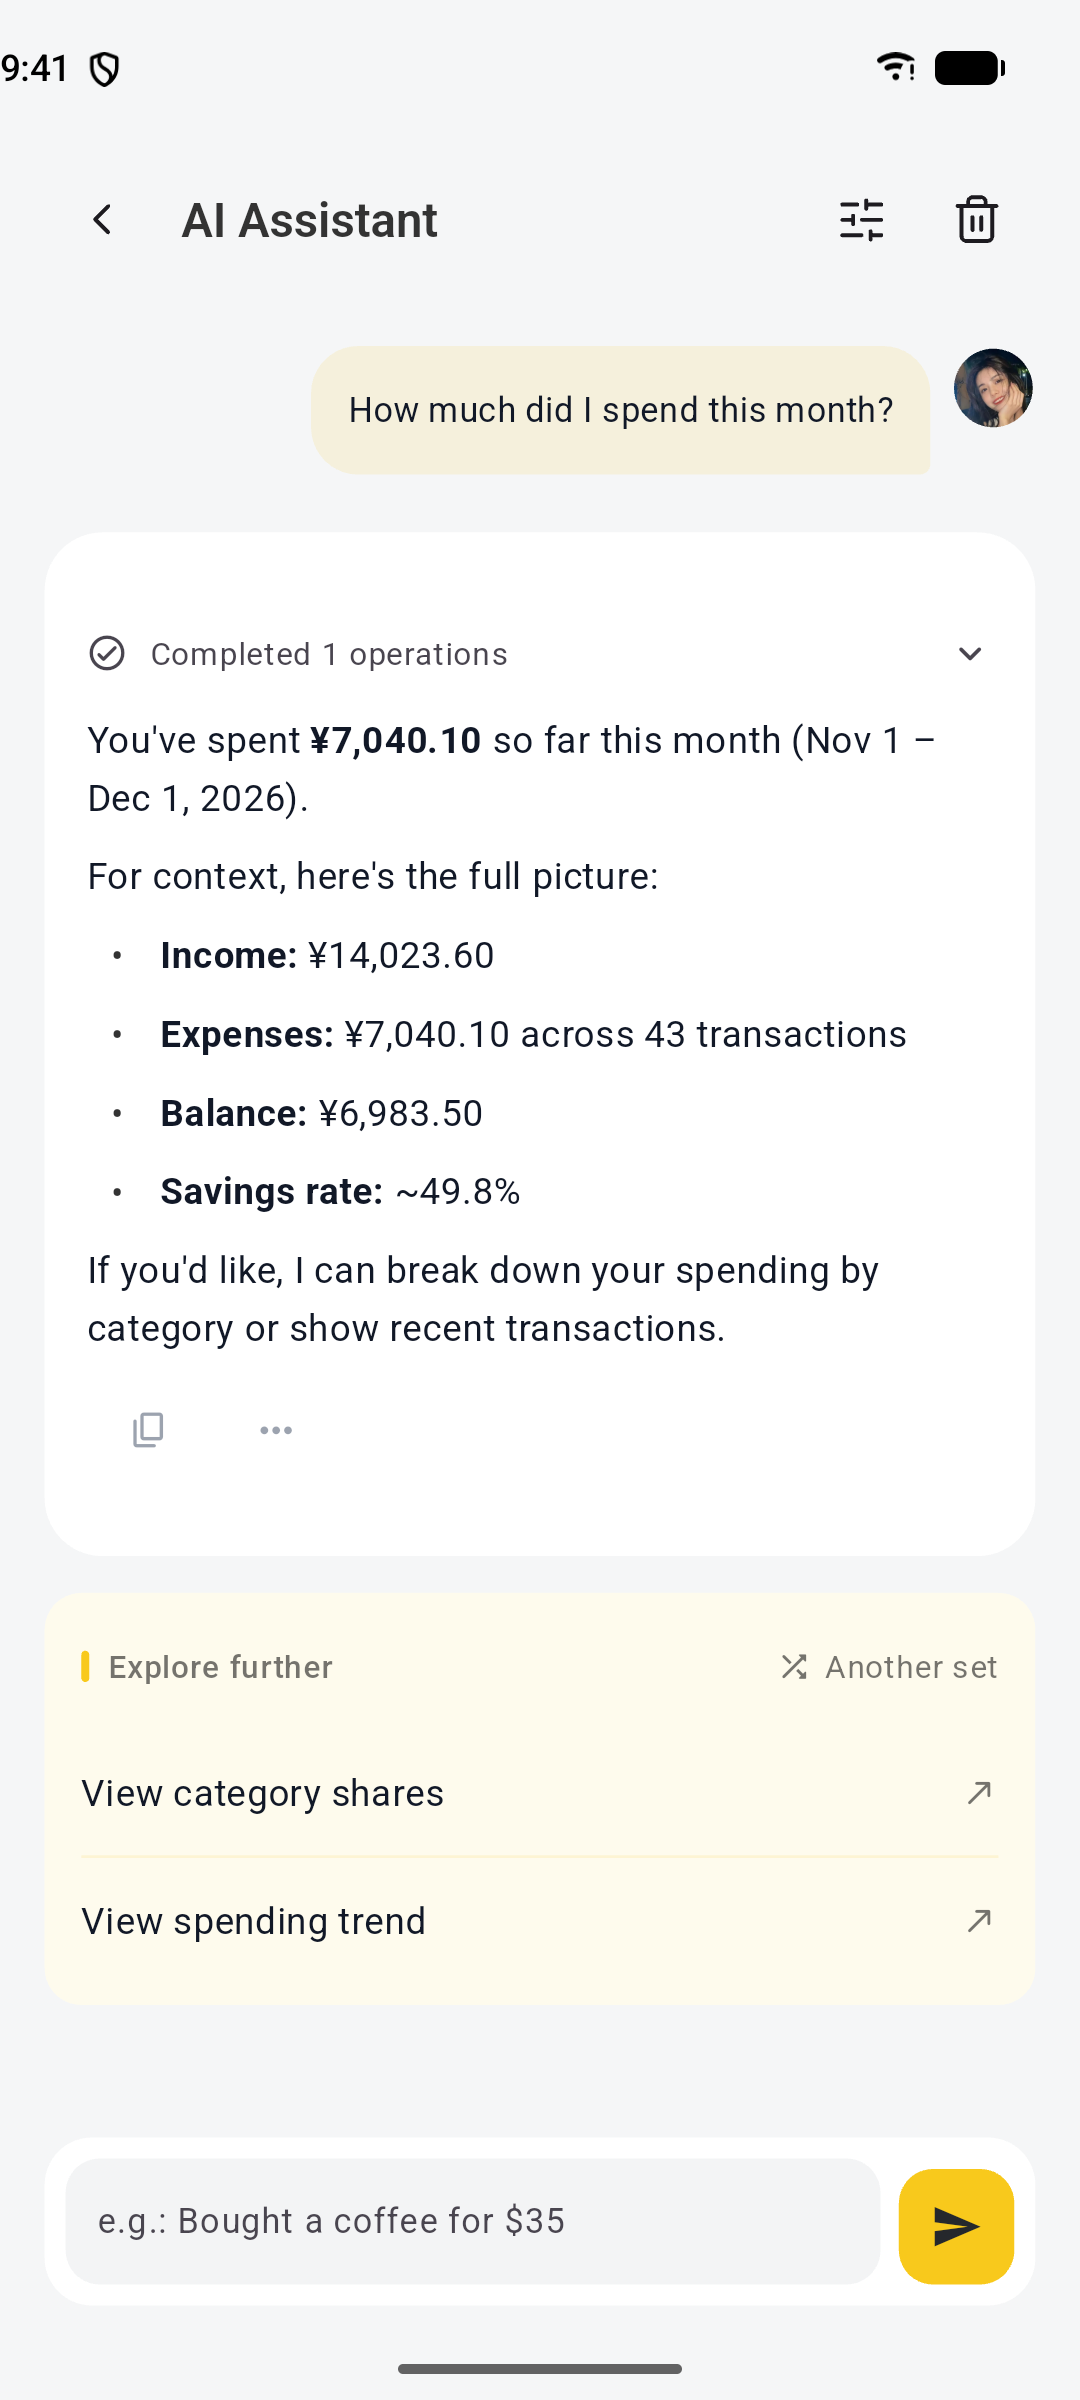 9:41
AI Assistant
How much did I spend this month?
Completed 1 operations
You've spent ¥7,040.10 so far this month (Nov 1 –
Dec 1, 2026).
For context, here's the full picture:
• Income: ¥14,023.60
• Expenses: ¥7,040.10 across 43 transactions
• Balance: ¥6,983.50
• Savings rate: ~49.8%
If you'd like, I can break down your spending by
category or show recent transactions.
Explore further
Another set
View category shares
View spending trend
e.g.: Bought a coffee for $35